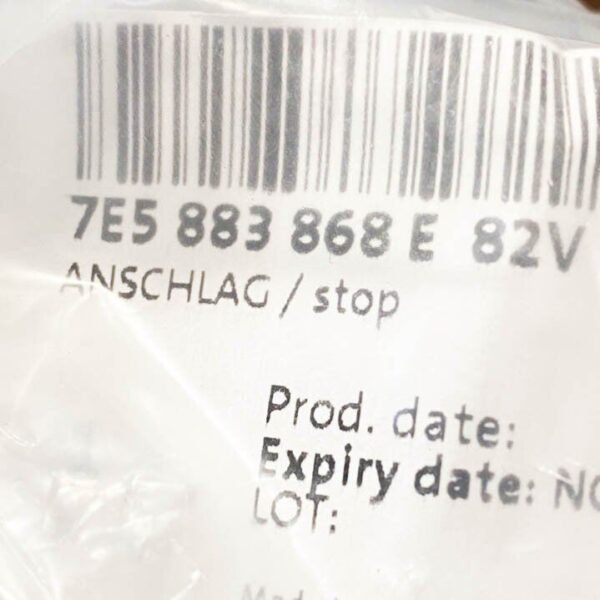 7E5 883 868 E 82V
ANSCHLAG / stop
Prod. date:
Expiry date:
LOT: